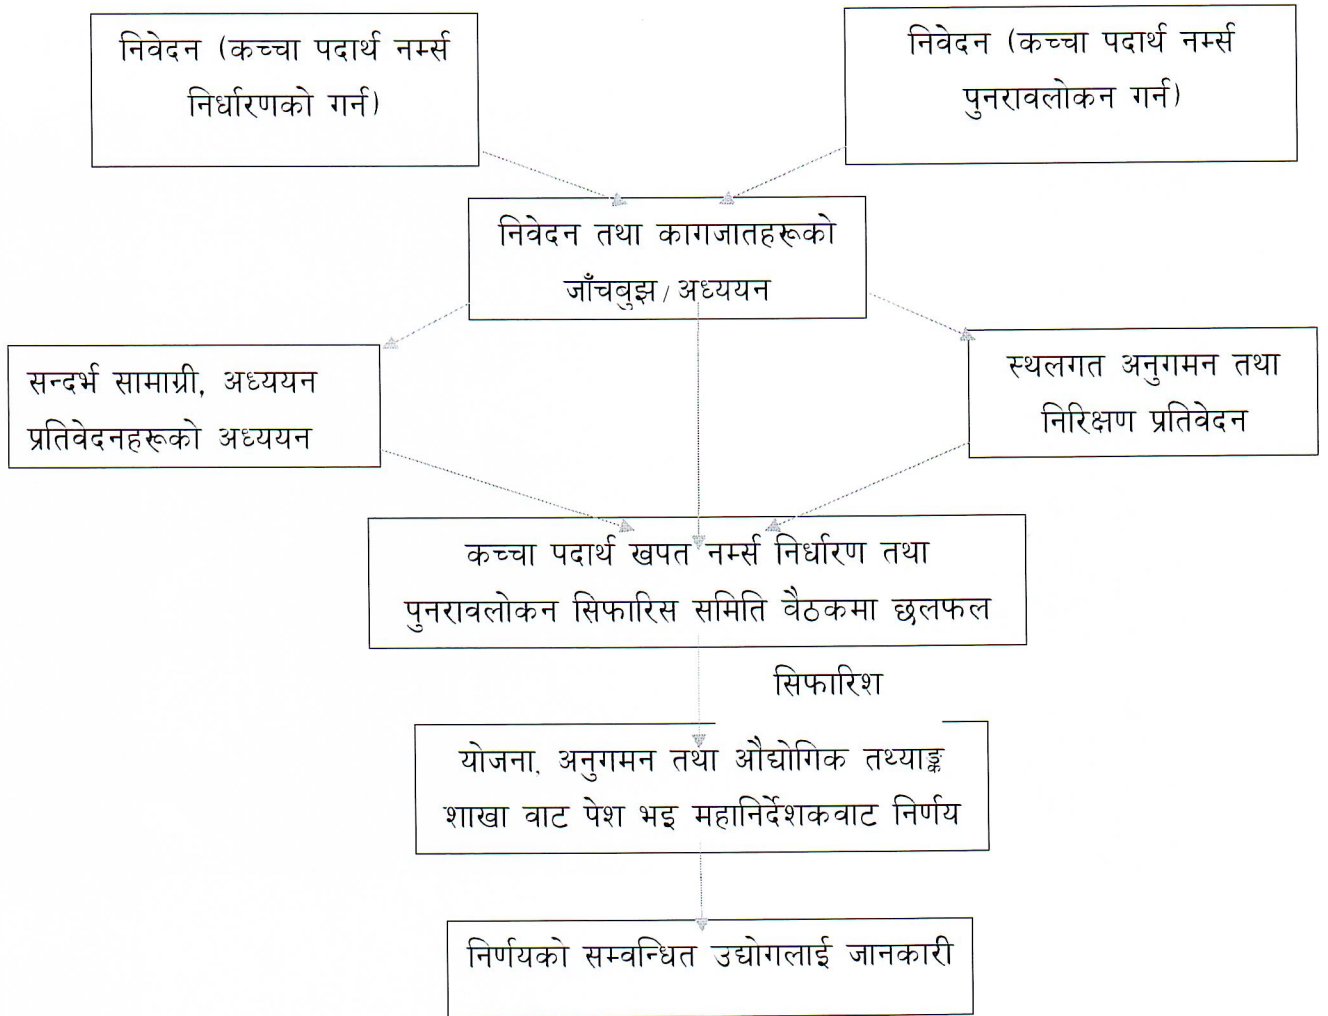 निवेदन (कच्चा पदार्थ नर्म्स
निर्धारणको गर्न)
निवेदन (कच्चा पदार्थ नर्म्स
पुनरावलोकन गर्न)
निवेदन तथा कागजातहरूको
जाँचबुझ/अध्ययन
सन्दर्भ सामाग्री, अध्ययन
प्रतिवेदनहरूको अध्ययन
स्थलगत अनुगमन तथा
निरिक्षण प्रतिवेदन
कच्चा पदार्थ खपत नर्म्स निर्धारण तथा
पुनरावलोकन सिफारिस समिति वैठकमा छलफल
सिफारिश
योजना, अनुगमन तथा औद्योगिक तथ्याङ्क
शाखा वाट पेश भइ महानिर्देशकवाट निर्णय
निर्णयको सम्वन्धित उद्योगलाई जानकारी